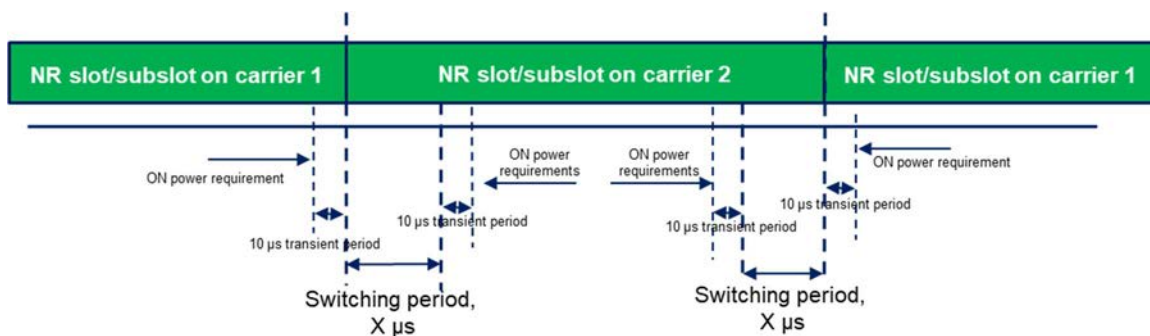 NR slot/subslot on carrier 1
NR slot/subslot on carrier 2
NR slot/subslot on carrier 1
ON power requirement
ON power
requirements
ON power
requirements
ON power requirement
10 µs transient period
10 µs transient period
10 µs transient period
10 µs transient period
Switching period,
X µs
Switching period,
X µs